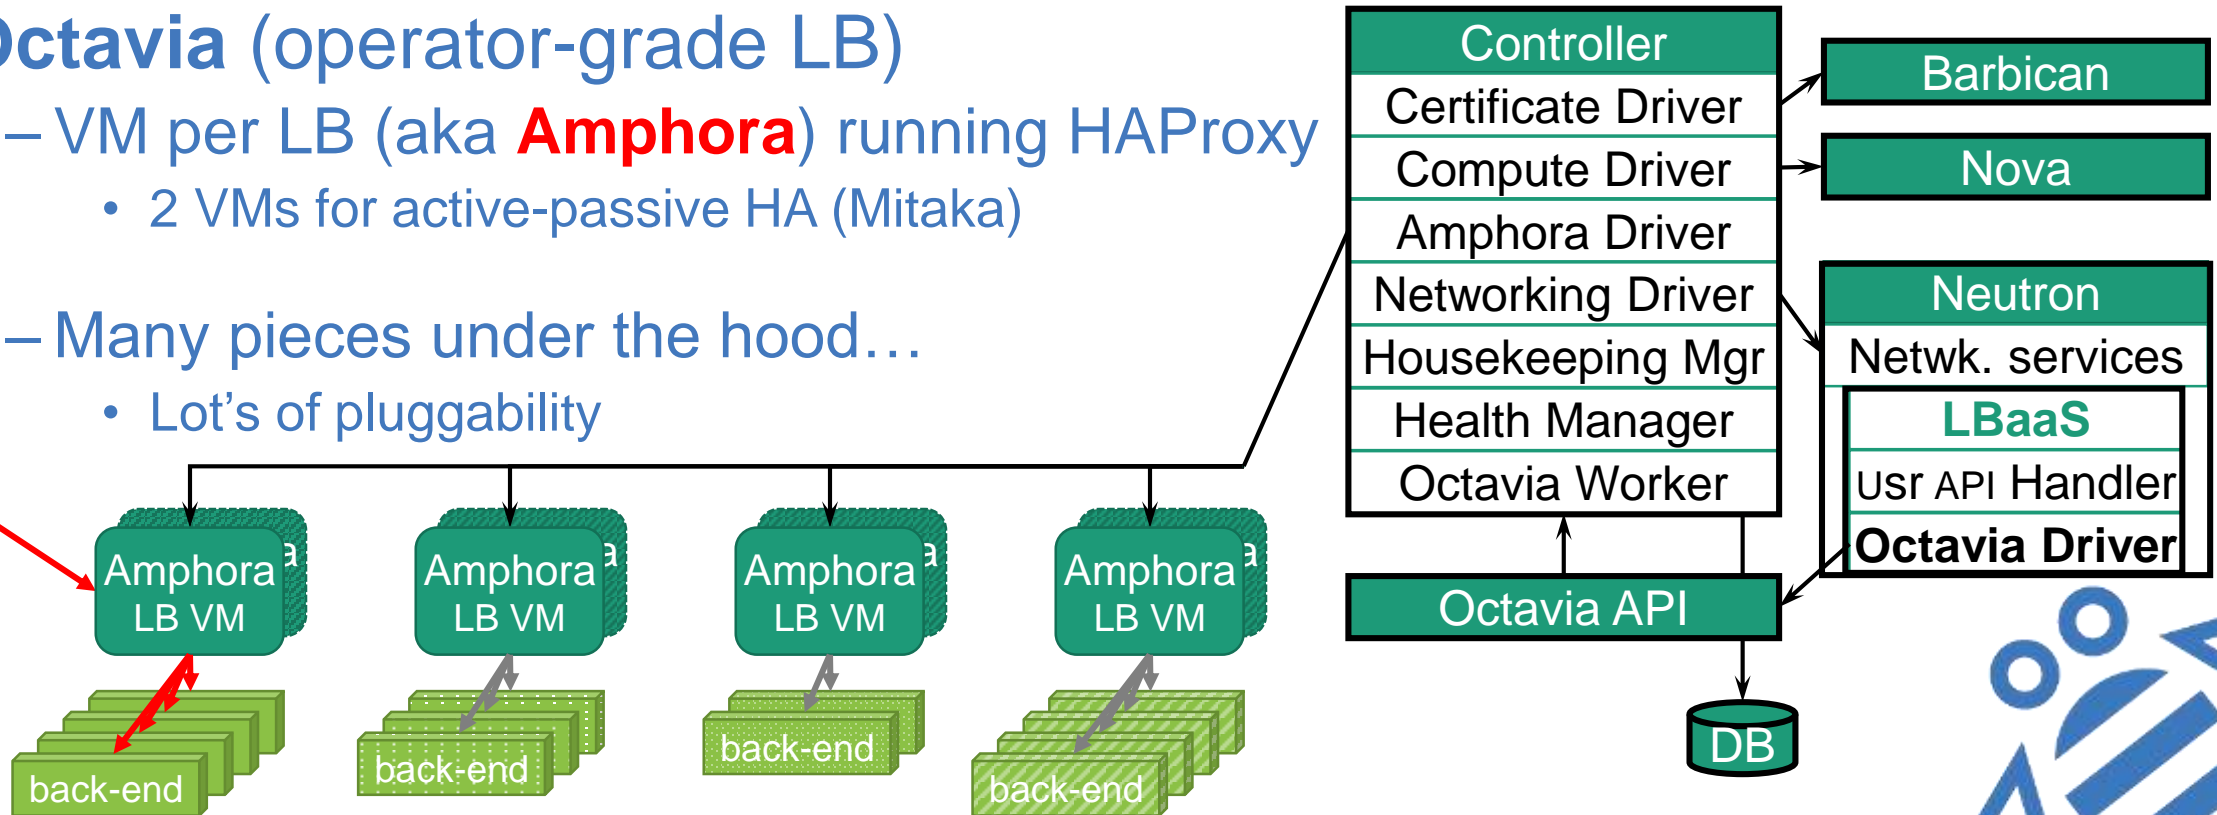 Octavia (operator-grade LB)
– VM per LB (aka Amphora) running HAProxy
• 2 VMs for active-passive HA (Mitaka)
– Many pieces under the hood…
• Lot’s of pluggability
Controller
Certificate Driver
Compute Driver
Amphora Driver
Networking Driver
Housekeeping Mgr
Health Manager
Octavia Worker
Barbican
Nova
Neutron
Netwk. services
LBaaS
Usr API Handler
Octavia Driver
Octavia API
DB
Amphora
LB VM
Amphora
LB VM
Amphora
LB VM
Amphora
LB VM
back-end
back-end
back-end
back-end